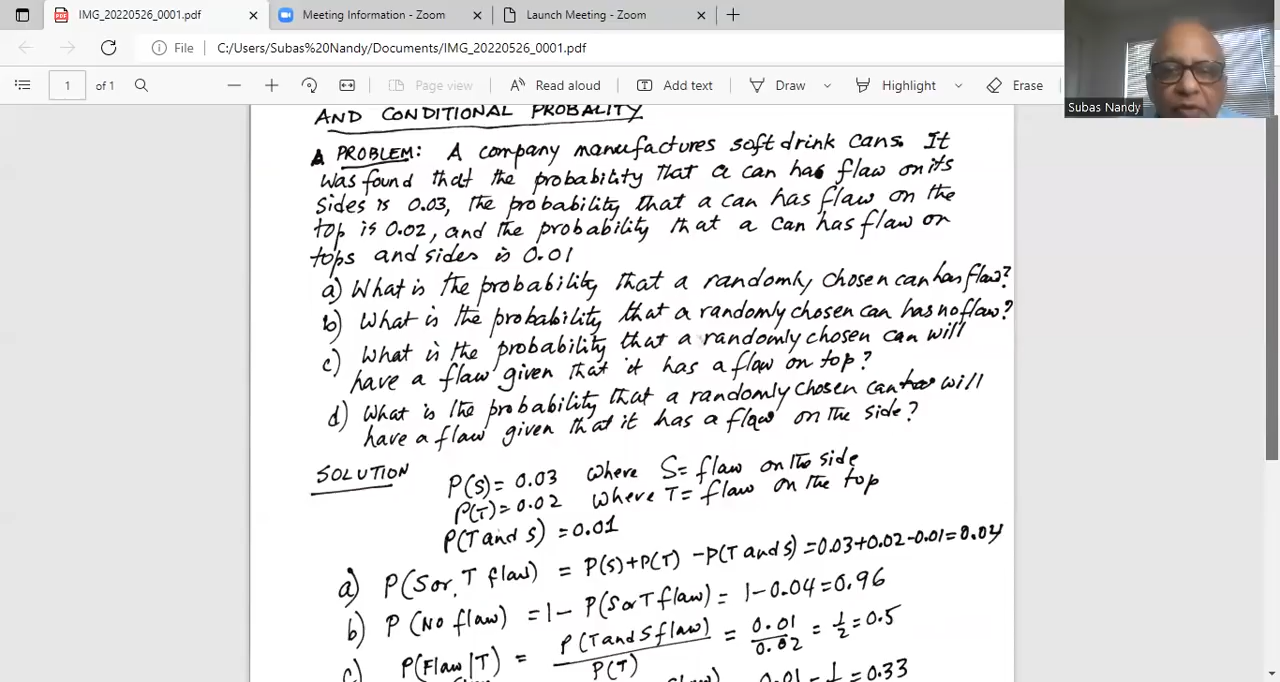 IMG_20220526_0001.pdf
Meeting Information - Zoom
Launch Meeting - Zoom
File
C:/Users/Subas%20Nandy/Documents/IMG_20220526_0001.pdf
1 of 1
Page view
Read aloud
Add text
Draw
Highlight
Erase
Subas Nandy
AND CONDITIONAL PROBALITY
A PROBLEM: A company manufactures soft drink cans. It
was found that the probability that a can has flaw on its
sides is 0.03, the probability that a can has flaw on the
top is 0.02, and the probability that a can has flaw on
tops and sides is 0.01
a) What is the probability that a randomly chosen can has flaw?
b) What is the probability that a randomly chosen can has no flaw?
c) What is the probability that a randomly chosen can will
have a flaw given that it has a flaw on top?
d) What is the probability that a randomly chosen can will
have a flaw given that it has a flaw on the side?
SOLUTION
P(S) = 0.03 where S = flaw on the side
P(T) = 0.02 where T = flaw on the top
P(T and S) = 0.01
a) P(S or T flaw) = P(S) + P(T) - P(T and S) = 0.03+0.02-0.01 = 0.04
b) P(No flaw) = 1 - P(S or T flaw) = 1 - 0.04 = 0.96
c) P(Flaw|T) = P(T and S flaw)/P(T) = 0.01/0.02 = 1/2 = 0.5
0.33